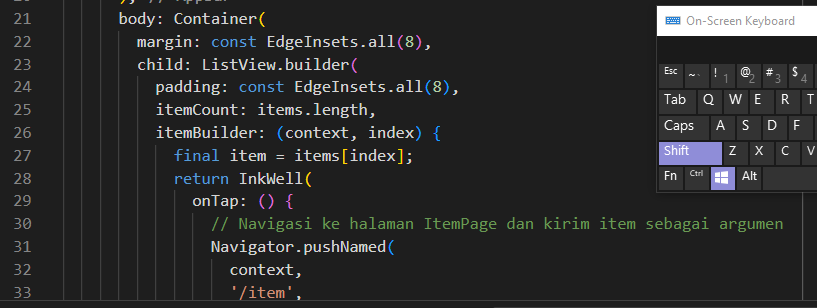 21 body: Container(
22 margin: const EdgeInsets.all(8),
23 child: ListView.builder(
24 padding: const EdgeInsets.all(8),
25 itemCount: items.length,
26 itemBuilder: (context, index) {
27 final item = items[index];
28 return InkWell(
29 onTap: () {
30 // Navigasi ke halaman ItemPage dan kirim item sebagai argumen
31 Navigator.pushNamed(
32 context,
33 '/item',
On-Screen Keyboard
Esc ~ ` ! 1 @ 2 # 3 $ 4
Tab Q W E R T
Caps A S D F
Shift Z X C V
Fn Ctrl Alt